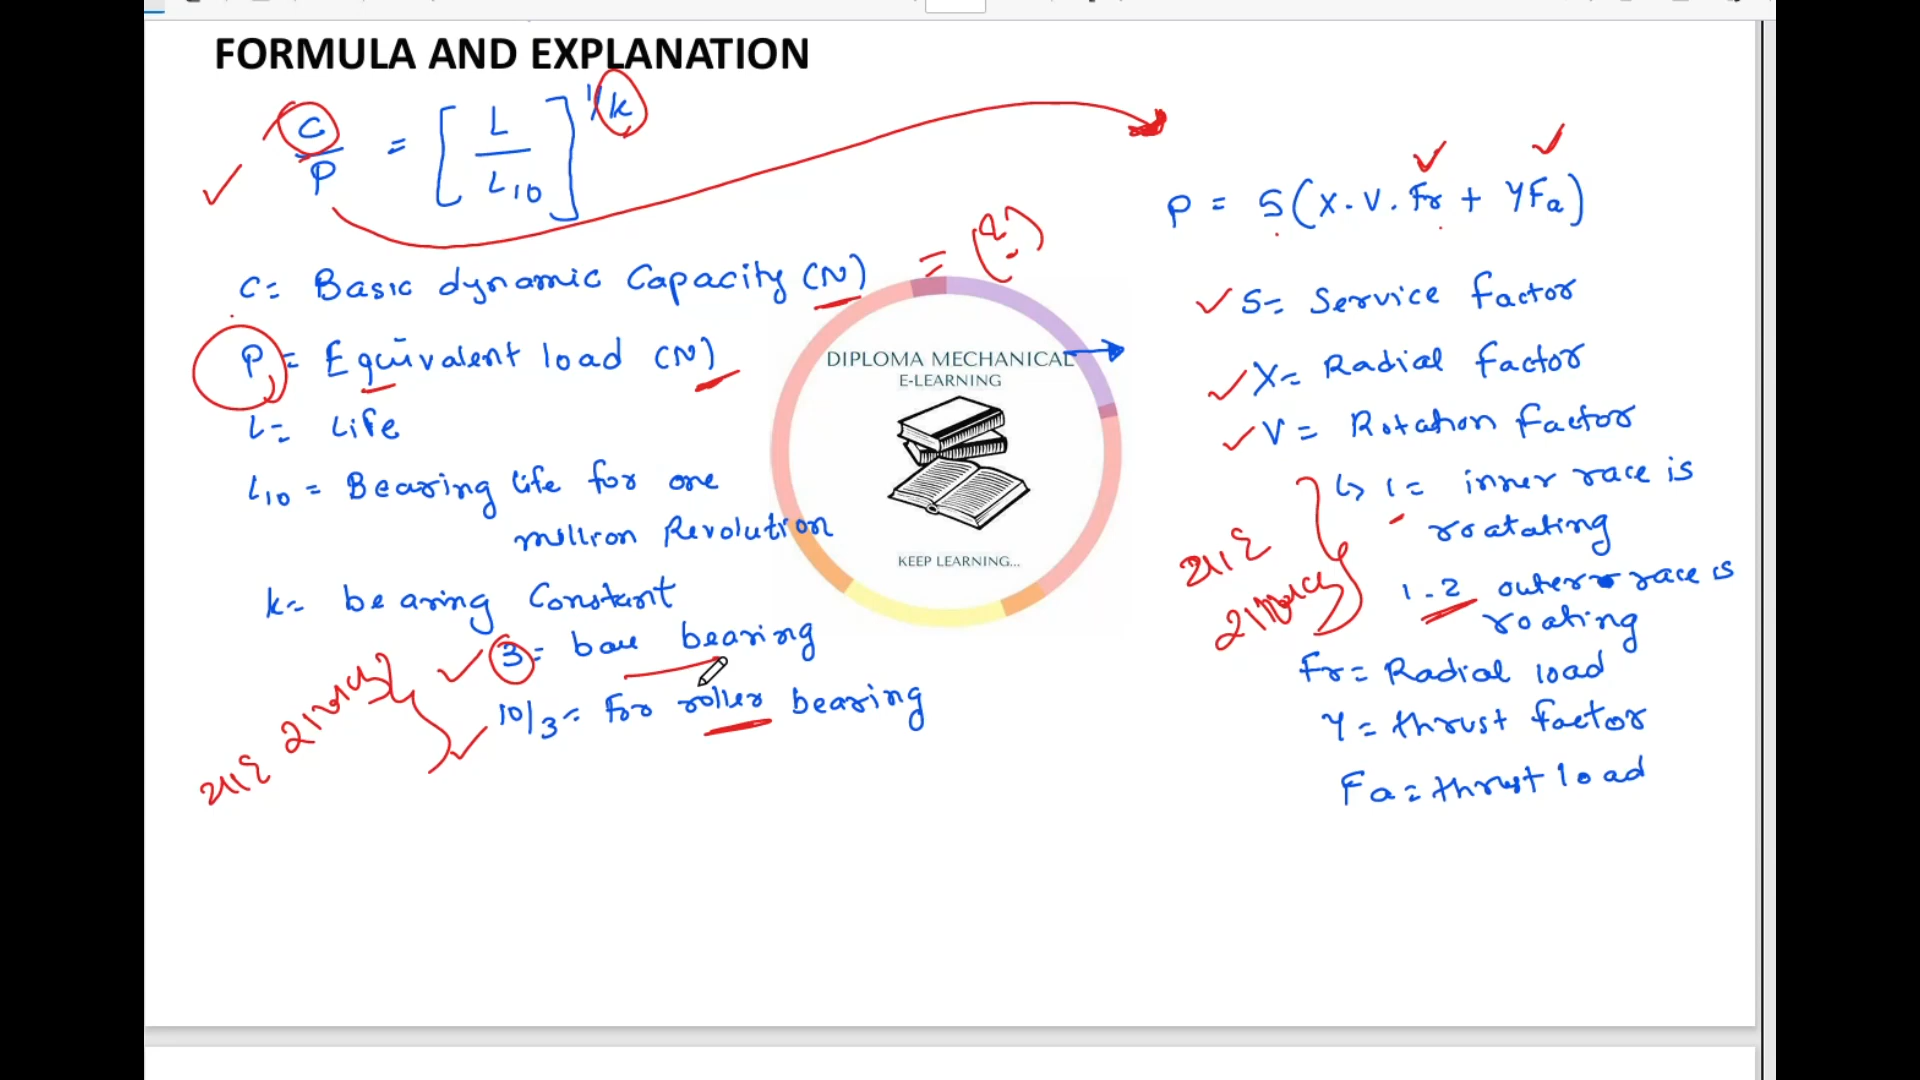 FORMULA AND EXPLANATION
C/P = [L/L10]^1/k
C= Basic dynamic Capacity (N) = (?)
P= Equivalent load (N)
L= Life
L10 = Bearing life for one
million Revolution
k= bearing Constant
3= ball bearing
10/3= For roller bearing
DIPLOMA MECHANICAL
E-LEARNING
KEEP LEARNING...
P = S(X.V.Fr + YFa)
S= Service factor
X= Radial factor
V= Rotation factor
↳ 1= inner race is
roatating
1.2 outer race is
roating
Fr= Radial load
Y= thrust factor
Fa= thrust load